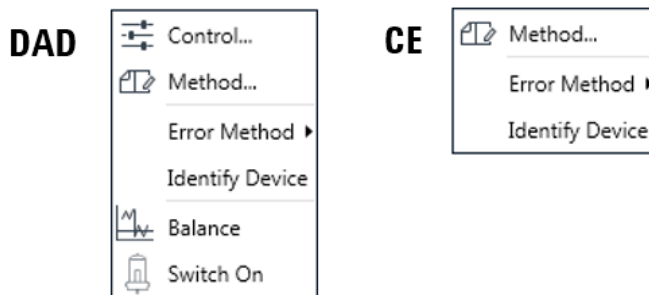 DAD
Control...
Method...
Error Method
Identify Device
Balance
Switch On
CE
Method...
Error Method
Identify Device